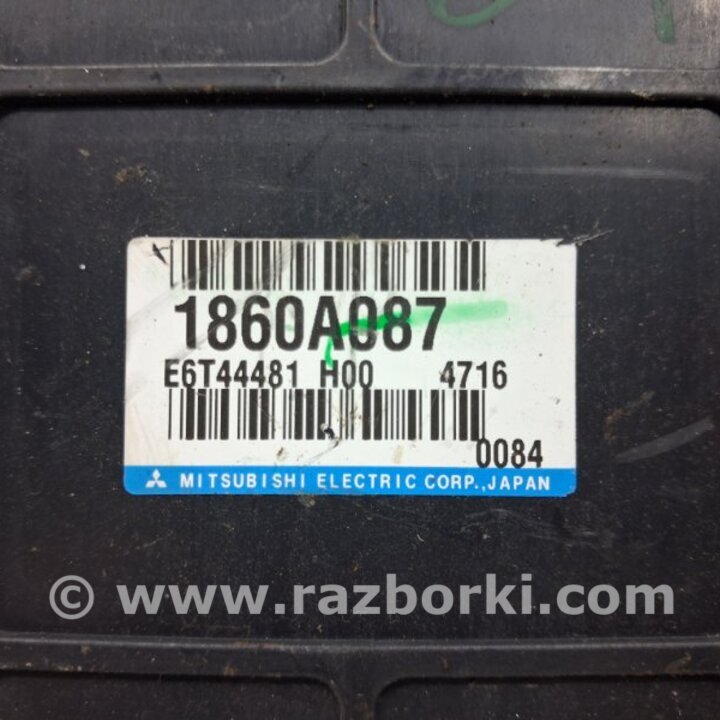 1860A087
E6T44481 H00 4716
0084
MITSUBISHI ELECTRIC CORP.,JAPAN
© www.razborki.com